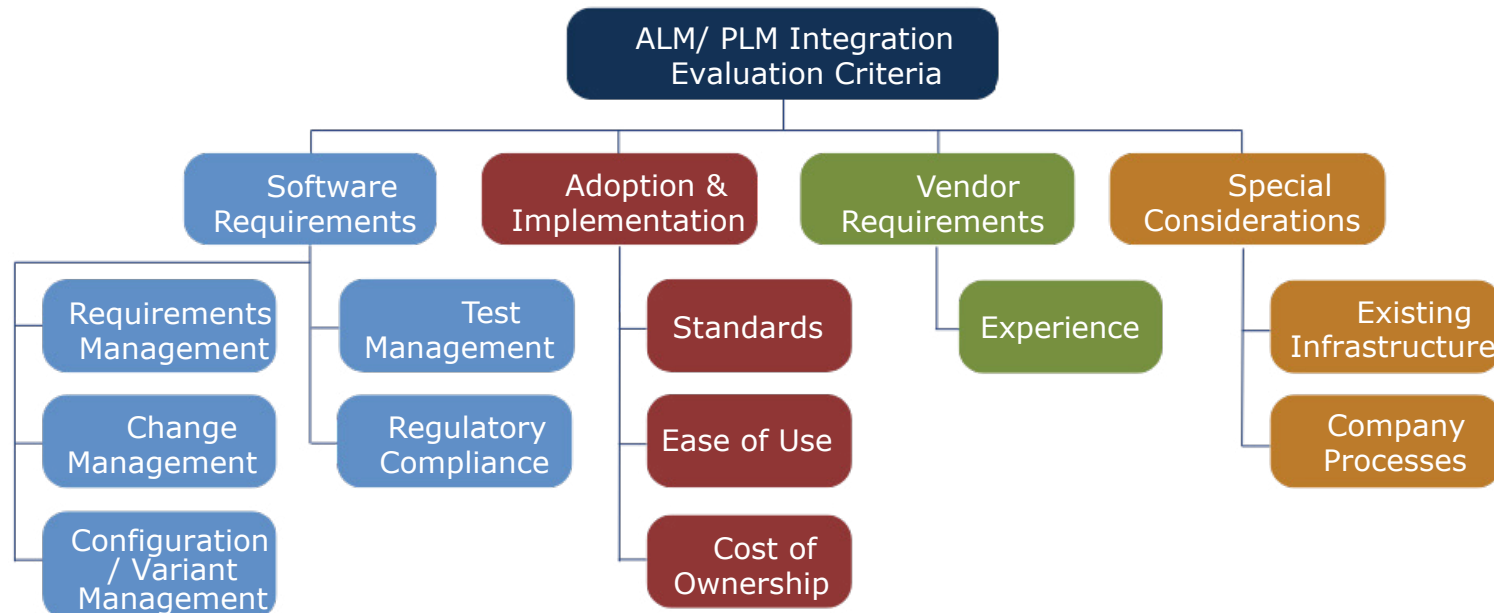 ALM/ PLM Integration
Evaluation Criteria
Software
Requirements
Adoption &
Implementation
Vendor
Requirements
Special
Considerations
Requirements
Management
Test
Management
Standards
Experience
Existing
Infrastructure
Change
Management
Regulatory
Compliance
Ease of Use
Company
Processes
Configuration
/ Variant
Management
Cost of
Ownership